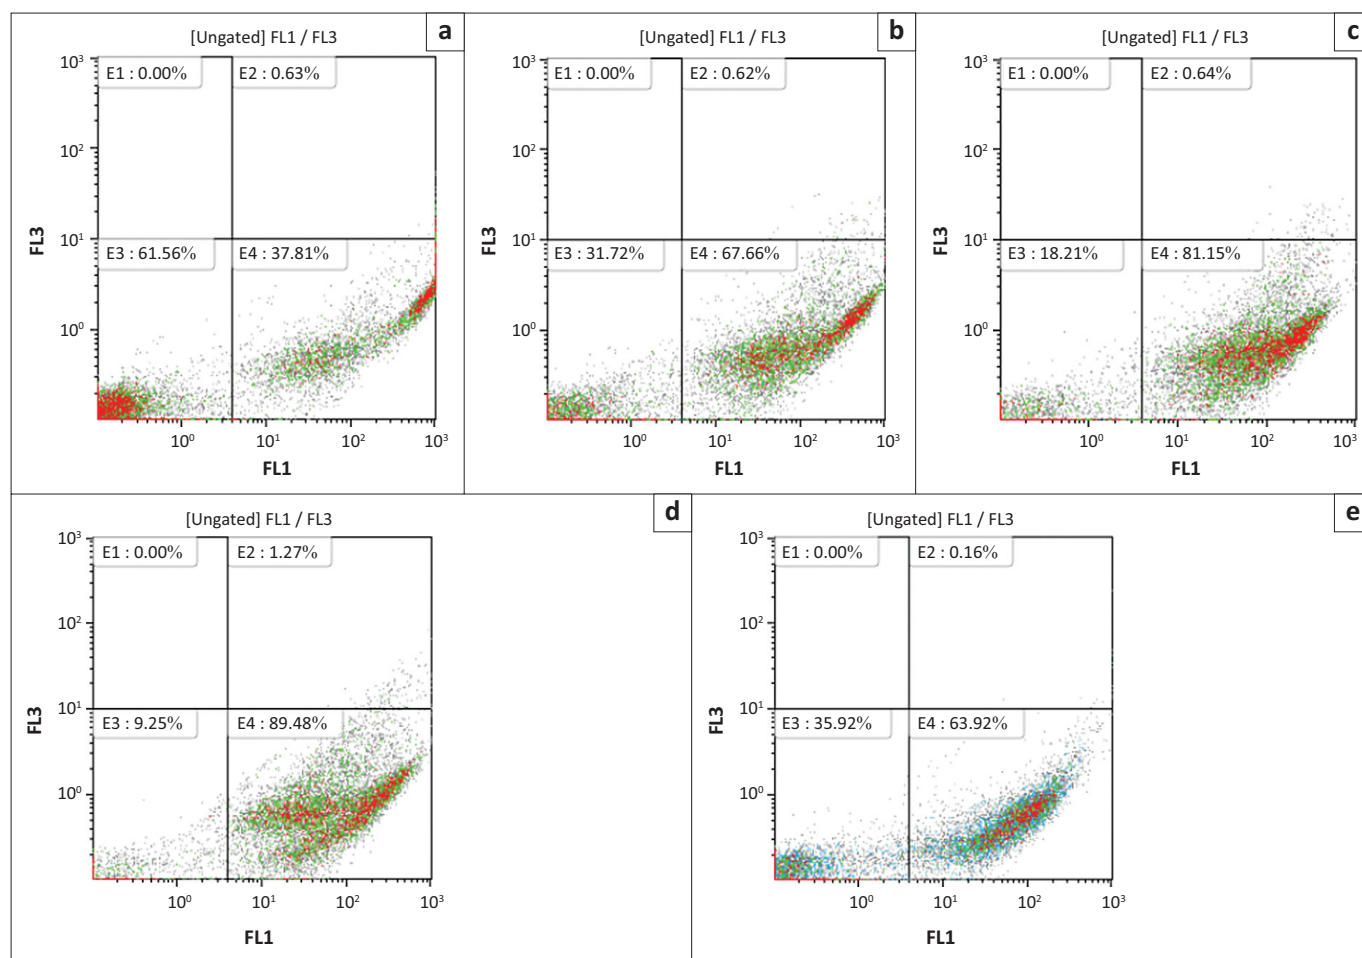 a
[Ungated] FL1 / FL3
10³
E1 : 0.00%
E2 : 0.63%
10²
FL3
10¹
E3 : 61.56%
E4 : 37.81%
10⁰
10⁰ 10¹ 10² 10³
FL1
b
[Ungated] FL1 / FL3
10³
E1 : 0.00%
E2 : 0.62%
10²
FL3
10¹
E3 : 31.72%
E4 : 67.66%
10⁰
10⁰ 10¹ 10² 10³
FL1
c
[Ungated] FL1 / FL3
10³
E1 : 0.00%
E2 : 0.64%
10²
FL3
10¹
E3 : 18.21%
E4 : 81.15%
10⁰
10⁰ 10¹ 10² 10³
FL1
d
[Ungated] FL1 / FL3
10³
E1 : 0.00%
E2 : 1.27%
10²
FL3
10¹
E3 : 9.25%
E4 : 89.48%
10⁰
10⁰ 10¹ 10² 10³
FL1
e
[Ungated] FL1 / FL3
10³
E1 : 0.00%
E2 : 0.16%
10²
FL3
10¹
E3 : 35.92%
E4 : 63.92%
10⁰
10⁰ 10¹ 10² 10³
FL1